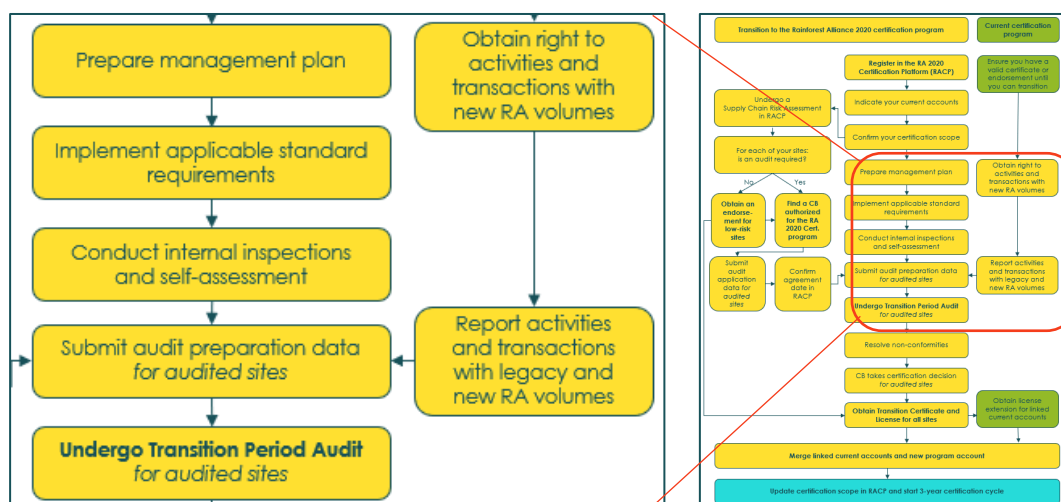 Prepare management plan
Obtain right to
activities and
transactions with
new RA volumes
Implement applicable standard
requirements
Conduct internal inspections
and self-assessment
Submit audit preparation data
for audited sites
Report activities
and transactions
with legacy and
new RA volumes
Undergo Transition Period Audit
for audited sites
Transition to the Rainforest Alliance 2020 certification program
Current certification
program
Register in the RA 2020
Certification Platform (RACP)
Ensure you have a
valid certificate or
endorsement until
you can transition
Undergo a
Supply Chain Risk Assessment
in RACP
Indicate your current accounts
Confirm your certification scope
For each of your sites:
is an audit required?
No
Yes
Prepare management plan
Obtain right to
activities and
transactions with
new RA volumes
Obtain an
endorse-
ment for
low-risk
sites
Find a CB
authorized
for the RA
2020 Cert.
program
Implement applicable standard
requirements
Conduct internal inspections
and self-assessment
Submit
audit
application
data for
audited sites
Confirm
agreement
date in
RACP
Submit audit preparation data
for audited sites
Report activities
and transactions
with legacy and
new RA volumes
Undergo Transition Period Audit
for audited sites
Resolve non-conformities
CB takes certification decision
for audited sites
Obtain Transition Certificate and
License for all sites
Obtain license
extension for linked
current accounts
Merge linked current accounts and new program account
Update certification scope in RACP and start 3-year certification cycle